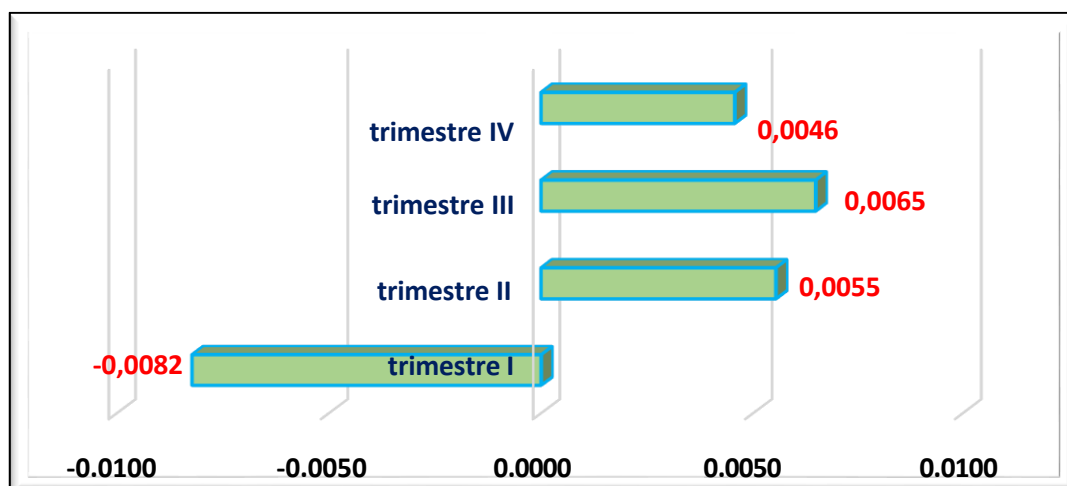 trimestre IV
0,0046
trimestre III
0,0065
trimestre II
0,0055
-0,0082
trimestre I
-0.0100 -0.0050 0.0000 0.0050 0.0100